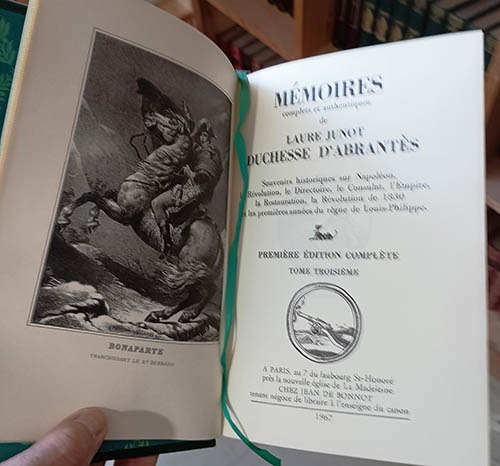 BONAPARTE
FRANCHISSANT LE St BERNARD
MÉMOIRES
complets et authentiques
de
LAURE JUNOT
DUCHESSE D'ABRANTÈS
Souvenirs historiques sur Napoléon,
la Révolution, le Directoire, le Consulat, l'Empire,
la Restauration, la Révolution de 1830
et les premières années du règne de Louis-Philippe.
PREMIÈRE ÉDITION COMPLÈTE
TOME TROISIÈME
A PARIS, au 7 du faubourg St-Honoré
près la nouvelle église de La Madeleine
CHEZ JEAN DE BONNOT
tenant négoce de libraire à l'enseigne du canon
1967